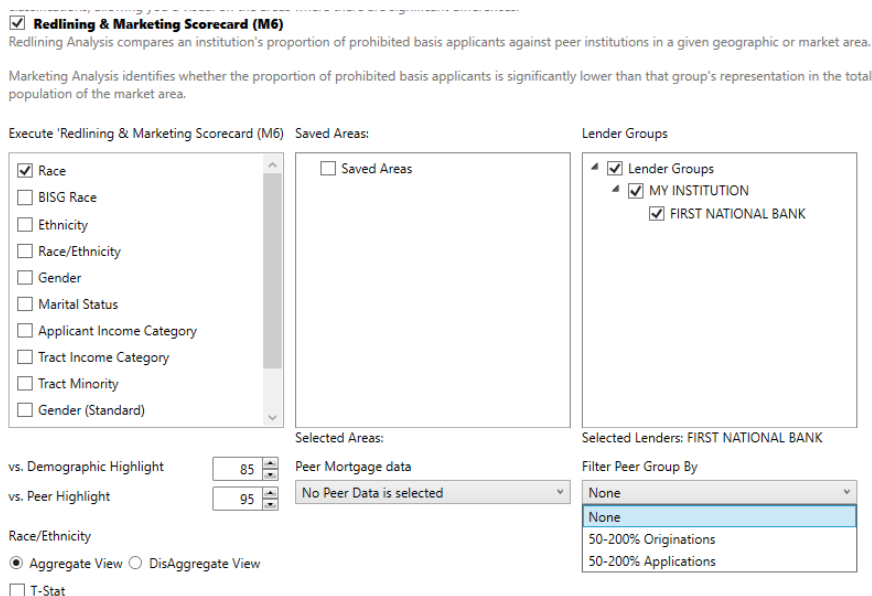 Redlining & Marketing Scorecard (M6)
Redlining Analysis compares an institution's proportion of prohibited basis applicants against peer institutions in a given geographic or market area.
Marketing Analysis identifies whether the proportion of prohibited basis applicants is significantly lower than that group's representation in the total
population of the market area.
Execute 'Redlining & Marketing Scorecard (M6)
Race
BISG Race
Ethnicity
Race/Ethnicity
Gender
Marital Status
Applicant Income Category
Tract Income Category
Tract Minority
Gender (Standard)
vs. Demographic Highlight 85
vs. Peer Highlight 95
Race/Ethnicity
Aggregate View DisAggregate View
T-Stat
Saved Areas:
Saved Areas
Selected Areas:
Peer Mortgage data
No Peer Data is selected
Lender Groups
Lender Groups
MY INSTITUTION
FIRST NATIONAL BANK
Selected Lenders: FIRST NATIONAL BANK
Filter Peer Group By
None
None
50-200% Originations
50-200% Applications